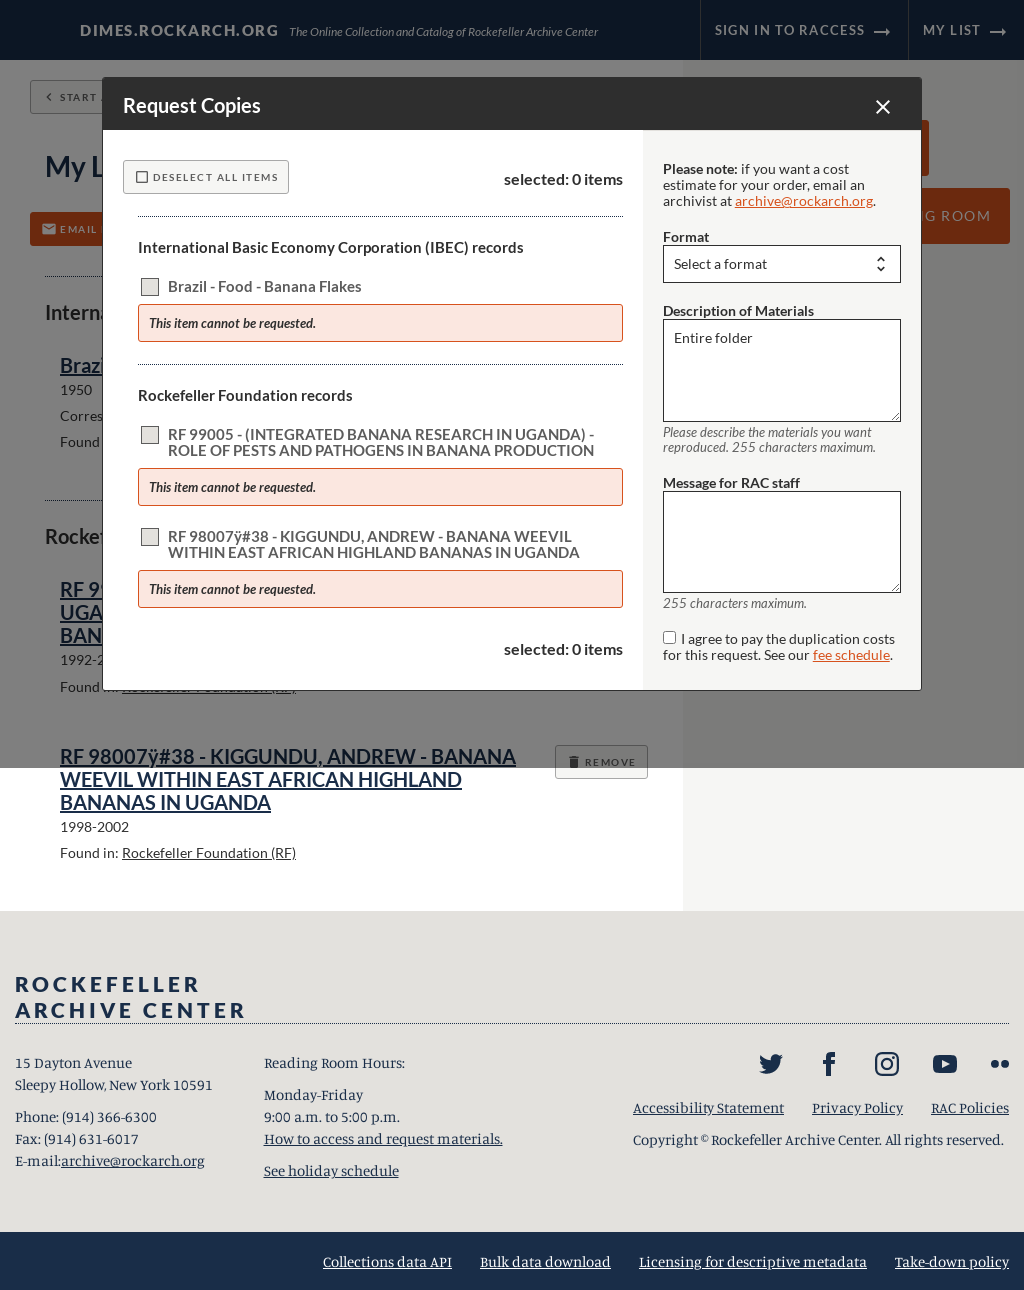 DIMES.ROCKARCH.ORG The Online Collection and Catalog of Rockefeller Archive Center
SIGN IN TO RACCESS
MY LIST
START
My L
EMAIL
Request Copies
DESELECT ALL ITEMS
selected: 0 items
International Basic Economy Corporation (IBEC) records
Brazil - Food - Banana Flakes
This item cannot be requested.
Rockefeller Foundation records
RF 99005 - (INTEGRATED BANANA RESEARCH IN UGANDA) -
ROLE OF PESTS AND PATHOGENS IN BANANA PRODUCTION
This item cannot be requested.
RF 98007ÿ#38 - KIGGUNDU, ANDREW - BANANA WEEVIL
WITHIN EAST AFRICAN HIGHLAND BANANAS IN UGANDA
This item cannot be requested.
selected: 0 items
Please note: if you want a cost
estimate for your order, email an
archivist at archive@rockarch.org.
Format
Select a format
Description of Materials
Entire folder
Please describe the materials you want
reproduced. 255 characters maximum.
Message for RAC staff
255 characters maximum.
I agree to pay the duplication costs
for this request. See our fee schedule.
NG ROOM
Interna
Brazi
1950
Corres
Found
Rockef
RF 99
UGA
BAN
1992-2
Found
RF 98007ÿ#38 - KIGGUNDU, ANDREW - BANANA
WEEVIL WITHIN EAST AFRICAN HIGHLAND
BANANAS IN UGANDA
REMOVE
1998-2002
Found in: Rockefeller Foundation (RF)
ROCKEFELLER
ARCHIVE CENTER
15 Dayton Avenue
Sleepy Hollow, New York 10591
Phone: (914) 366-6300
Fax: (914) 631-6017
E-mail:archive@rockarch.org
Reading Room Hours:
Monday-Friday
9:00 a.m. to 5:00 p.m.
How to access and request materials.
See holiday schedule
Accessibility Statement
Privacy Policy
RAC Policies
Copyright © Rockefeller Archive Center. All rights reserved.
Collections data API
Bulk data download
Licensing for descriptive metadata
Take-down policy